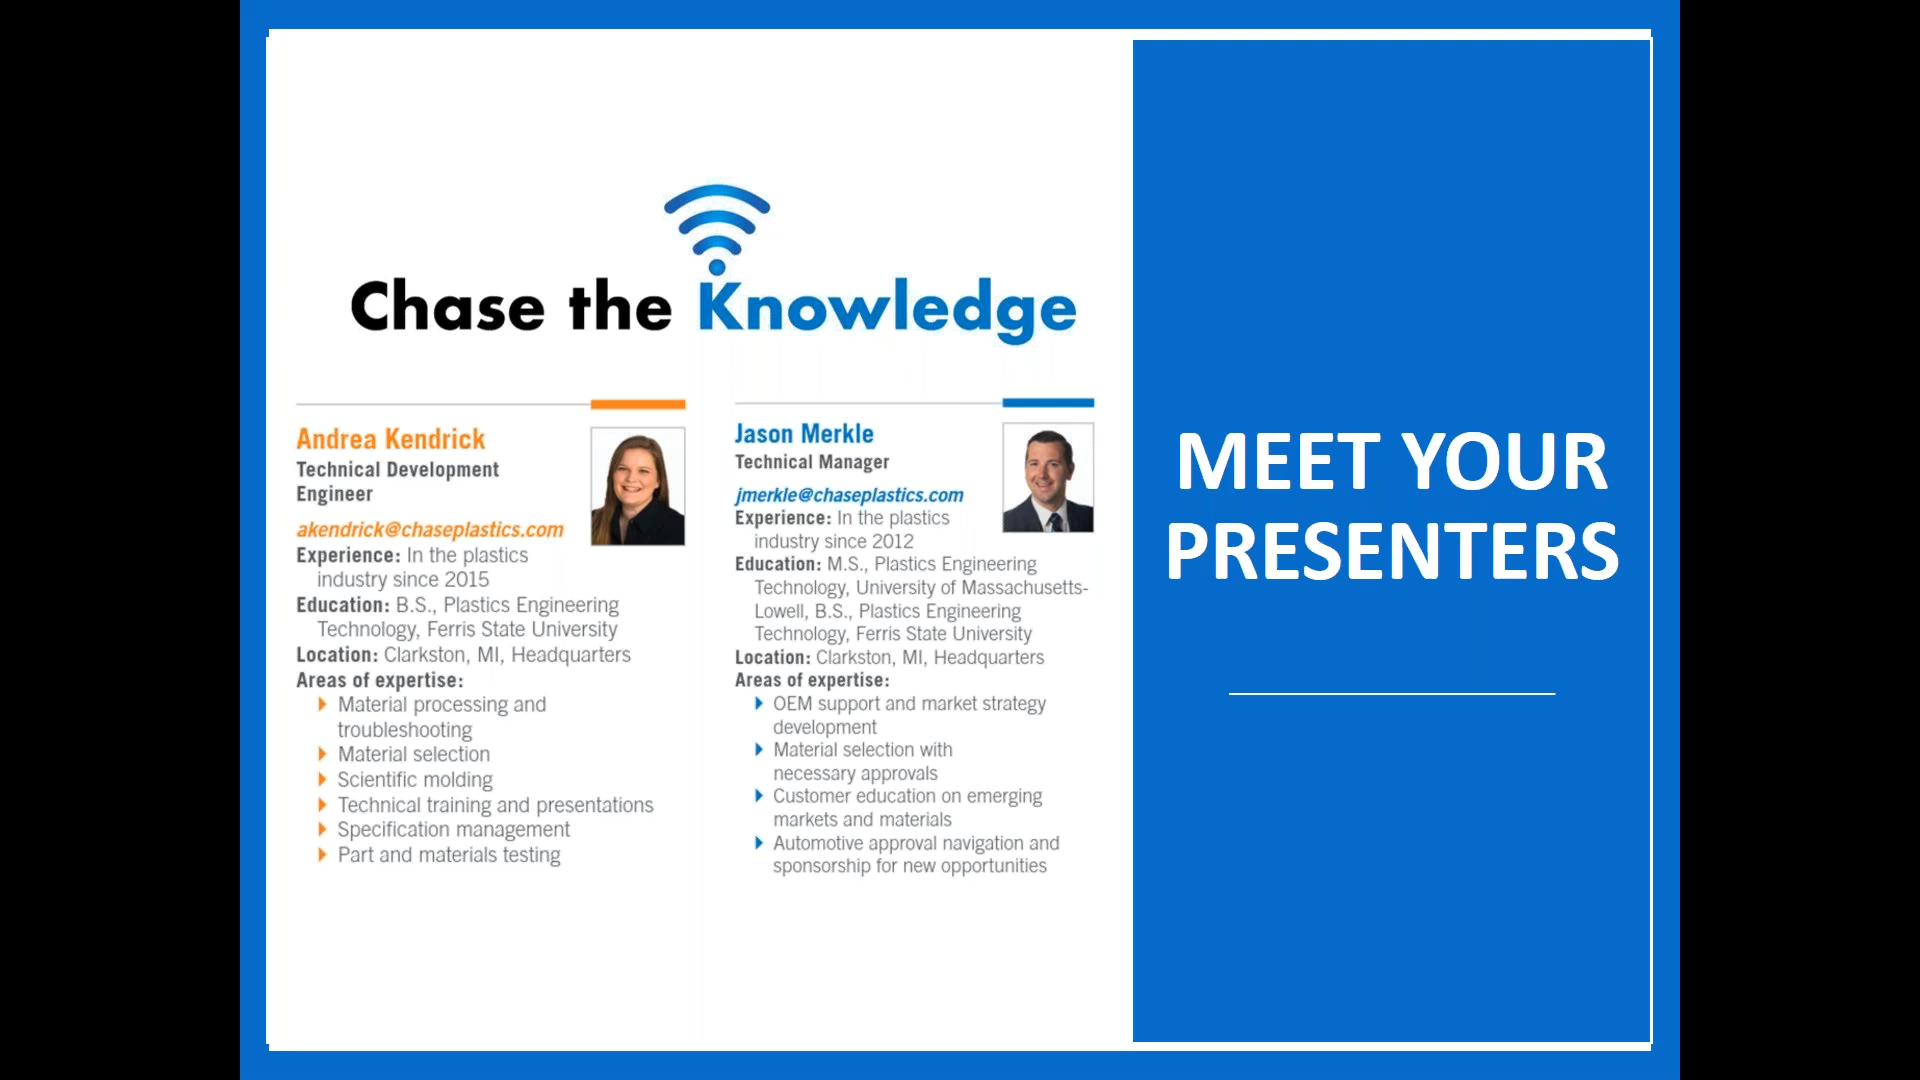 Chase the Knowledge
Andrea Kendrick
Technical Development
Engineer
akendrick@chaseplastics.com
Experience: In the plastics
industry since 2015
Education: B.S., Plastics Engineering
Technology, Ferris State University
Location: Clarkston, MI, Headquarters
Areas of expertise:
Material processing and
troubleshooting
Material selection
Scientific molding
Technical training and presentations
Specification management
Part and materials testing
Jason Merkle
Technical Manager
jmerkle@chaseplastics.com
Experience: In the plastics
industry since 2012
Education: M.S., Plastics Engineering
Technology, University of Massachusetts-
Lowell, B.S., Plastics Engineering
Technology, Ferris State University
Location: Clarkston, MI, Headquarters
Areas of expertise:
OEM support and market strategy
development
Material selection with
necessary approvals
Customer education on emerging
markets and materials
Automotive approval navigation and
sponsorship for new opportunities
MEET YOUR
PRESENTERS